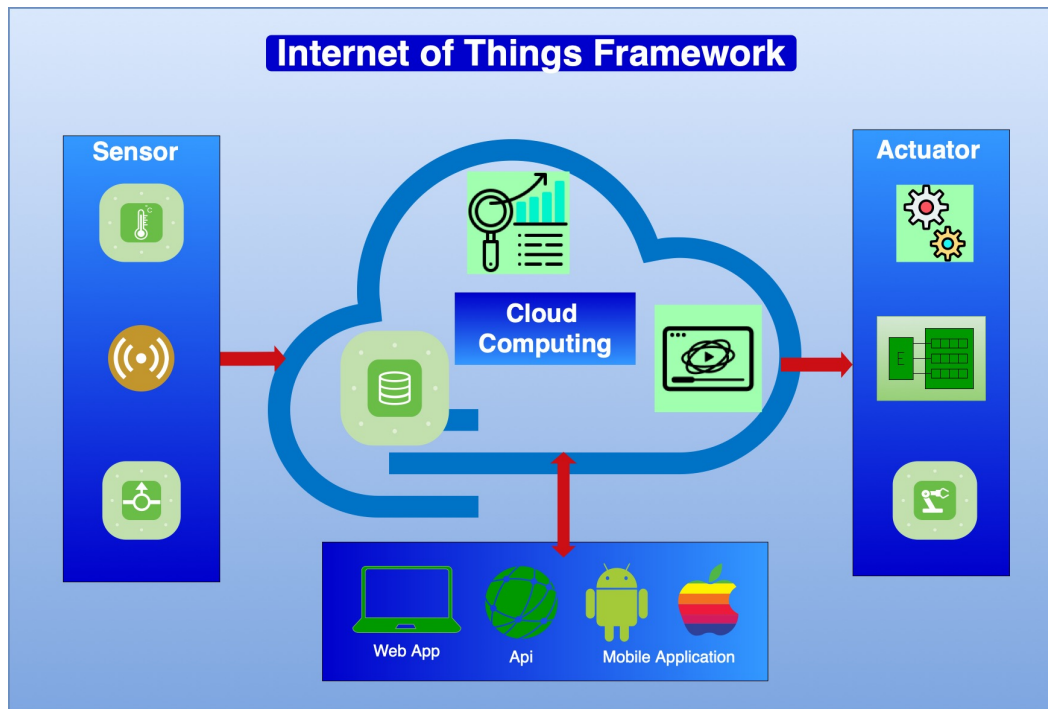 Internet of Things Framework
Sensor
°C
Cloud
Computing
Actuator
E
Web App
Api
Mobile Application